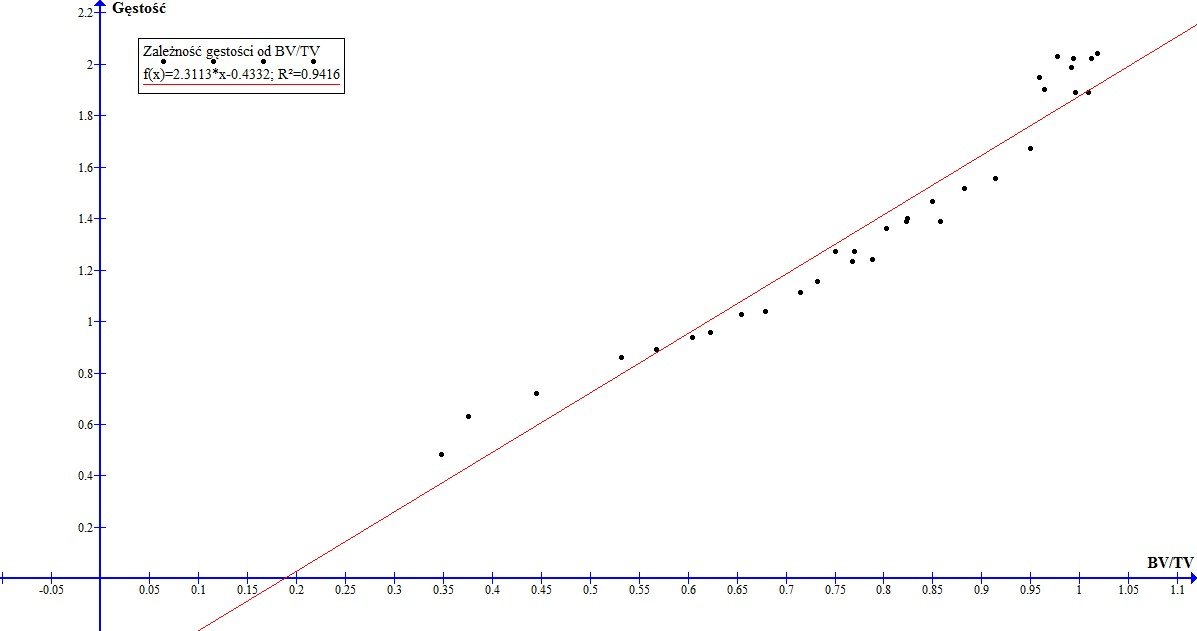 Gęstość
Zależność gęstości od BV/TV
f(x)=2.3113*x-0.4332; R²=0.9416
2.2
2
1.8
1.6
1.4
1.2
1
0.8
0.6
0.4
0.2
BV/TV
-0.05 0.05 0.1 0.15 0.2 0.25 0.3 0.35 0.4 0.45 0.5 0.55 0.6 0.65 0.7 0.75 0.8 0.85 0.9 0.95 1 1.05 1.1